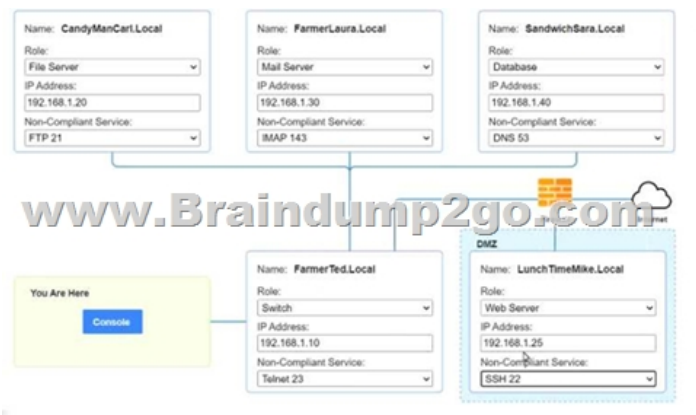 Name: CandyManCarl.Local
Role:
File Server
IP Address:
192.168.1.20
Non-Compliant Service:
FTP 21
Name: FarmerLaura.Local
Role:
Mail Server
IP Address:
192.168.1.30
Non-Compliant Service:
IMAP 143
Name: SandwichSara.Local
Role:
Database
IP Address:
192.168.1.40
Non-Compliant Service:
DNS 53
www.Braindump2go.com
You Are Here
Console
Name: FarmerTed.Local
Role:
Switch
IP Address:
192.168.1.10
Non-Compliant Service:
Telnet 23
DMZ
Name: LunchTimeMike.Local
Role:
Web Server
IP Address:
192.168.1.25
Non-Compliant Service:
SSH 22